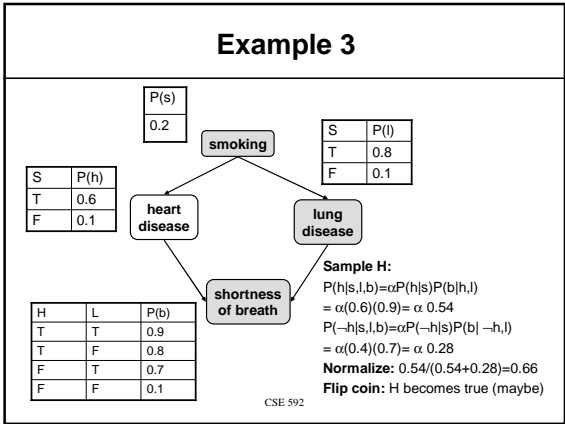 Example 3
P(s)
0.2
smoking
S P(l)
T 0.8
F 0.1
S P(h)
T 0.6
F 0.1
heart
disease
lung
disease
shortness
of breath
H L P(b)
T T 0.9
T F 0.8
F T 0.7
F F 0.1
Sample H:
P(h|s,l,b)=αP(h|s)P(b|h,l)
= α(0.6)(0.9)= α 0.54
P(¬h|s,l,b)=αP(¬h|s)P(b| ¬h,l)
= α(0.4)(0.7)= α 0.28
Normalize: 0.54/(0.54+0.28)=0.66
Flip coin: H becomes true (maybe)
CSE 592